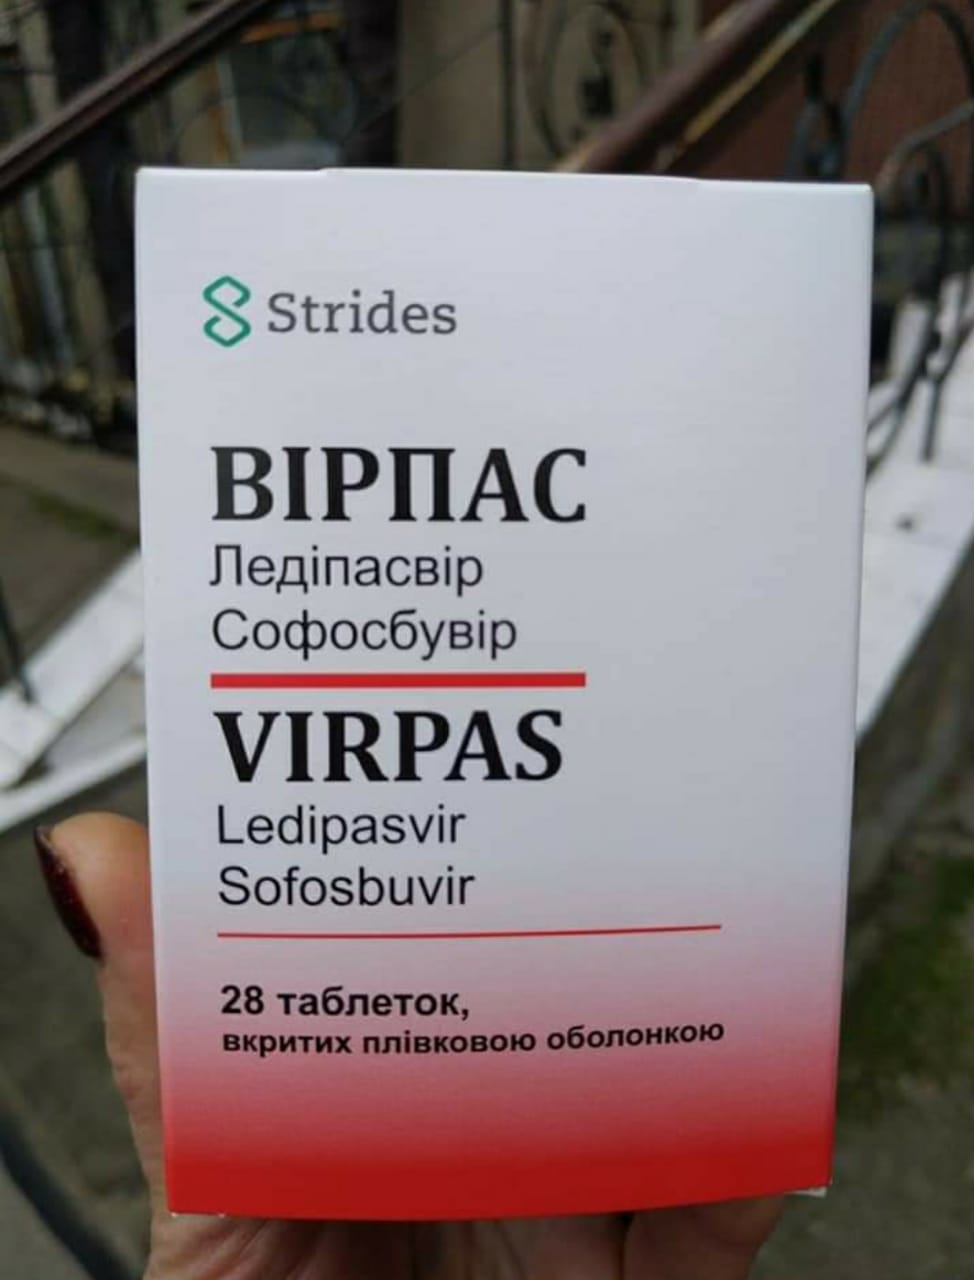 Strides
ВІРПАС
Ледіпасвір
Софосбувір
VIRPAS
Ledipasvir
Sofosbuvir
28 таблеток,
вкритих плівковою оболонкою